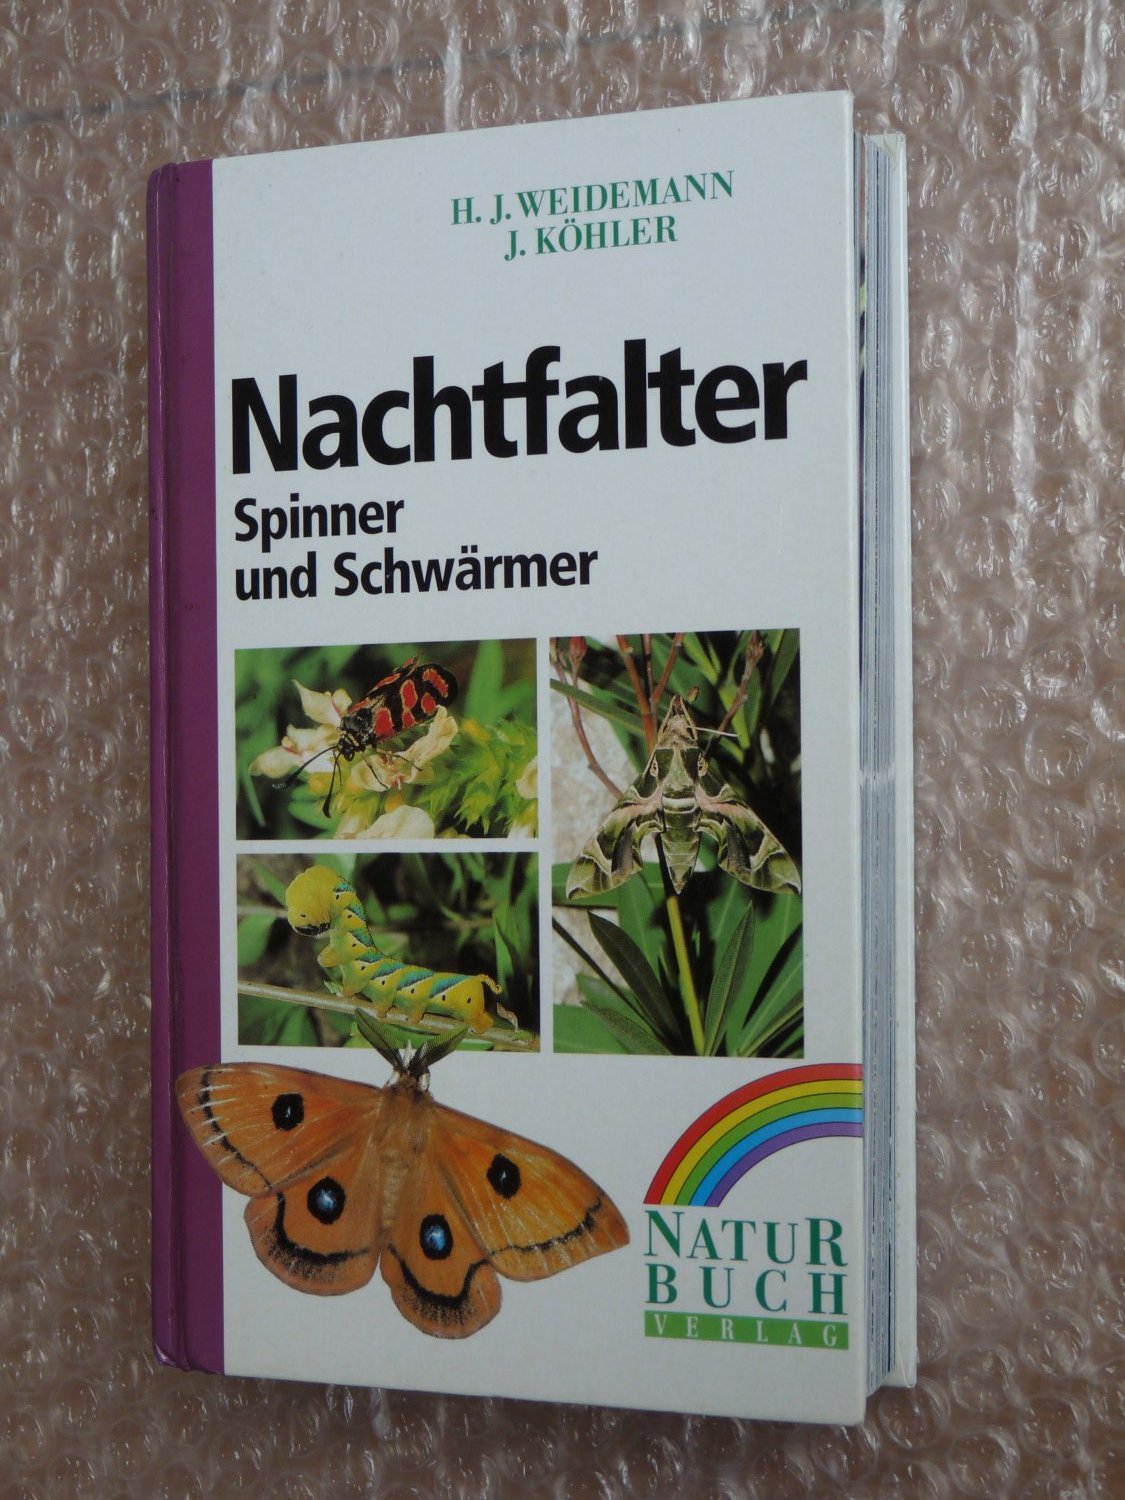 H. J. WEIDEMANN
J. KÖHLER
Nachtfalter
Spinner
und Schwärmer
NATUR
BUCH
VERLAG